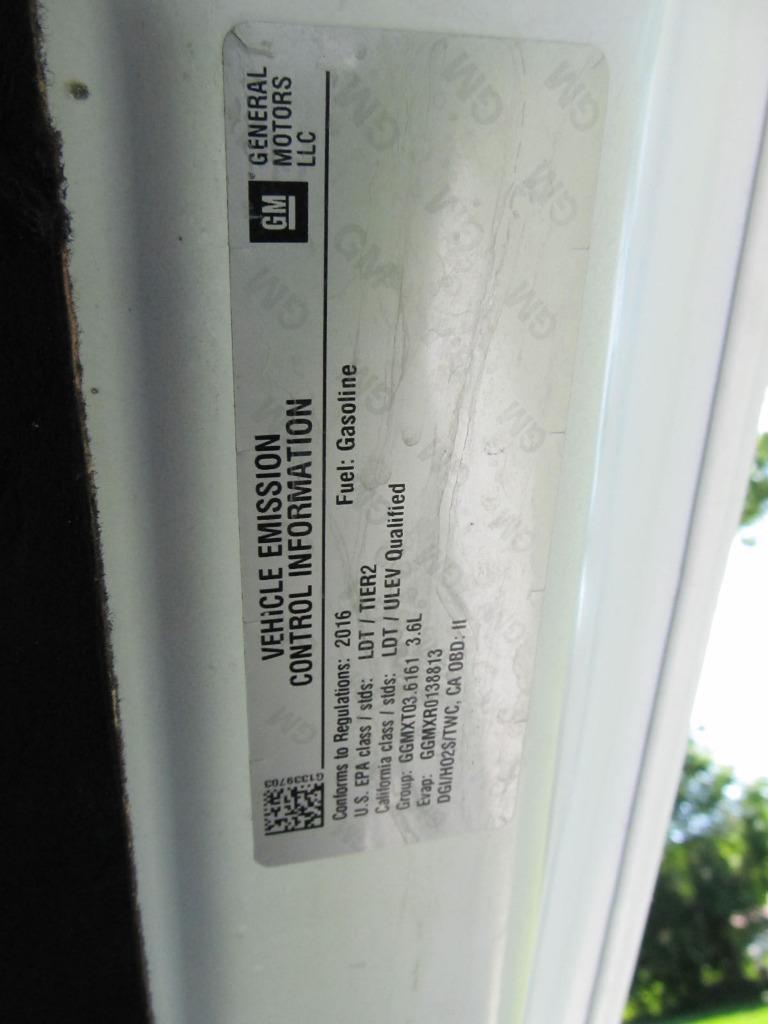 VEHICLE EMISSION
CONTROL INFORMATION
GM
GENERAL
MOTORS
LLC
Conforms to Regulations: 2016 Fuel: Gasoline
U.S. EPA class / stds: LDT / TIER2
California class / stds: LDT / ULEV Qualified
Group: GGMXT03.6161 3.6L
Evap: GGMXR0138813
DGI/HO2S/TWC, CA OBD: II